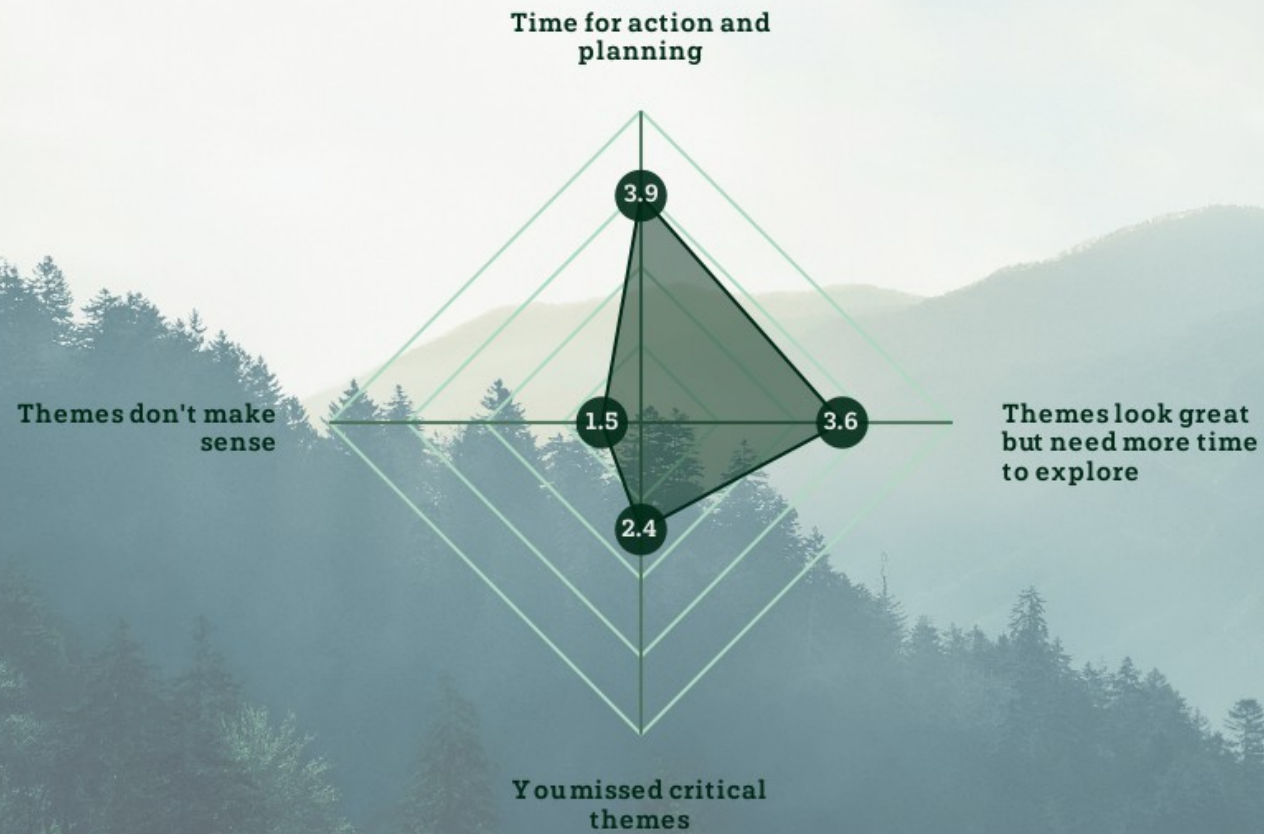 Time for action and
planning
3.9
Themes don't make
sense
1.5
3.6
Themes look great
but need more time
to explore
2.4
You missed critical
themes